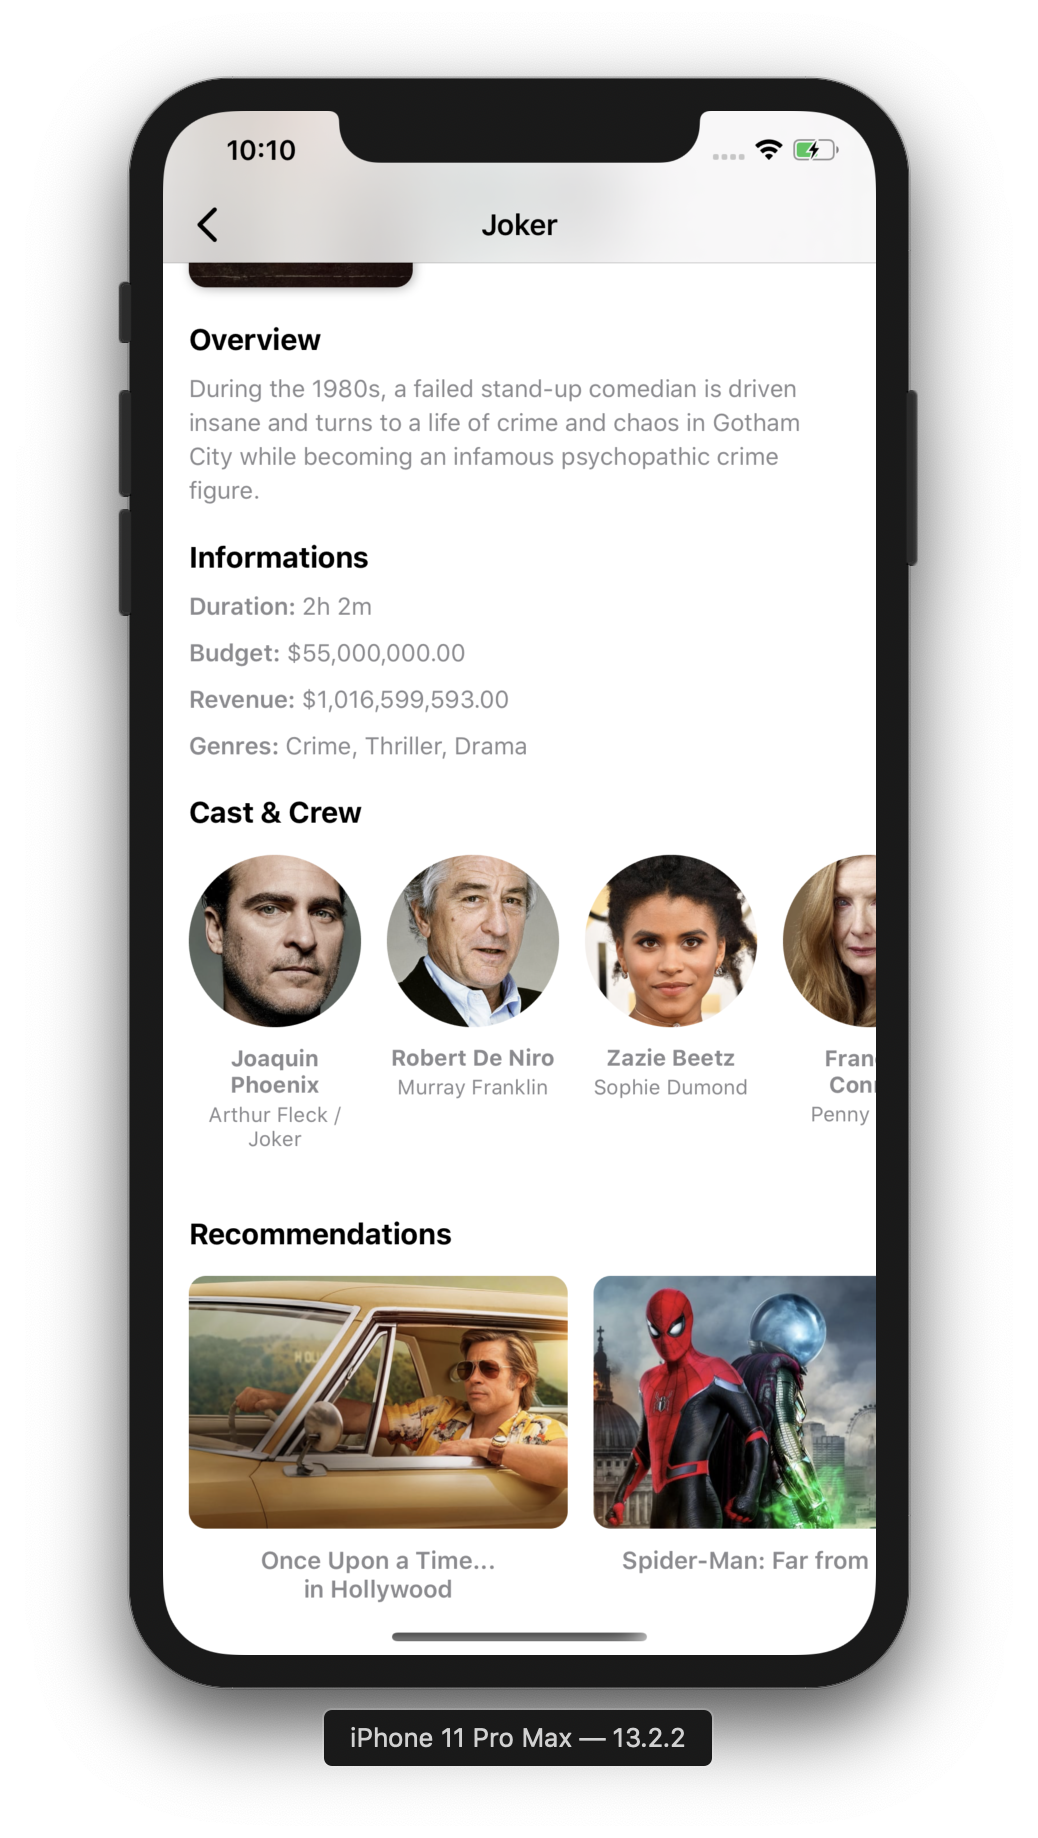 10:10
Joker
Overview
During the 1980s, a failed stand-up comedian is driven
insane and turns to a life of crime and chaos in Gotham
City while becoming an infamous psychopathic crime
figure.
Informations
Duration: 2h 2m
Budget: $55,000,000.00
Revenue: $1,016,599,593.00
Genres: Crime, Thriller, Drama
Cast & Crew
Joaquin
Phoenix
Arthur Fleck /
Joker
Robert De Niro
Murray Franklin
Zazie Beetz
Sophie Dumond
Fran
Con
Penny
Recommendations
Once Upon a Time...
in Hollywood
Spider-Man: Far from
iPhone 11 Pro Max — 13.2.2